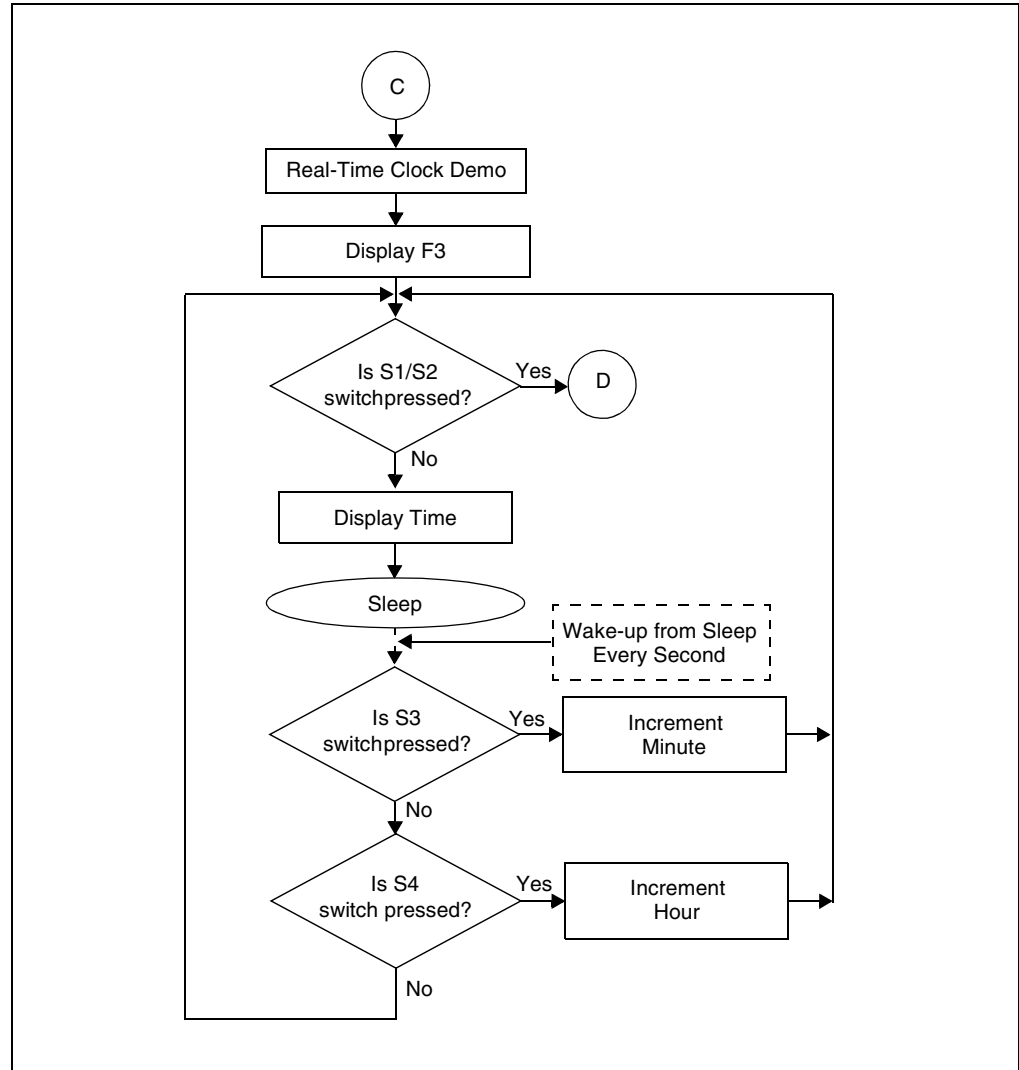 C
Real-Time Clock Demo
Display F3
Is S1/S2
switchpressed?
Yes
D
No
Display Time
Sleep
Wake-up from Sleep
Every Second
Is S3
switchpressed?
Yes
Increment
Minute
No
Is S4
switch pressed?
Yes
Increment
Hour
No